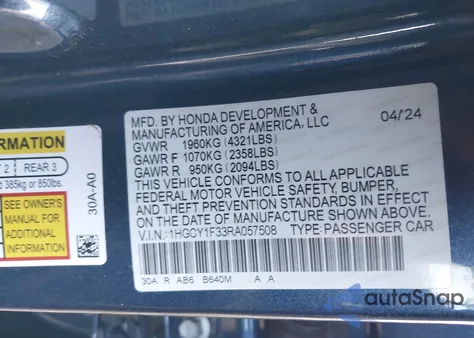 FORMATION
2 | REAR 3
d 385kg or 850lbs.
SEE OWNER'S
MANUAL FOR
ADDITIONAL
INFORMATION
30A-A0
MFD. BY HONDA DEVELOPMENT &
MANUFACTURING OF AMERICA, LLC 04/24
GVWR 1960KG (4321LBS)
GAWR F 1070KG (2358LBS)
GAWR R 950KG (2094LBS)
THIS VEHICLE CONFORMS TO ALL APPLICABLE
FEDERAL MOTOR VEHICLE SAFETY, BUMPER,
AND THEFT PREVENTION STANDARDS IN EFFECT
ON THE DATE OF MANUFACTURE SHOWN ABOVE.
V.I.N.: 1HGCY1F33RA057508 TYPE: PASSENGER CAR
30A R AB6 B640M A A
autaSnap